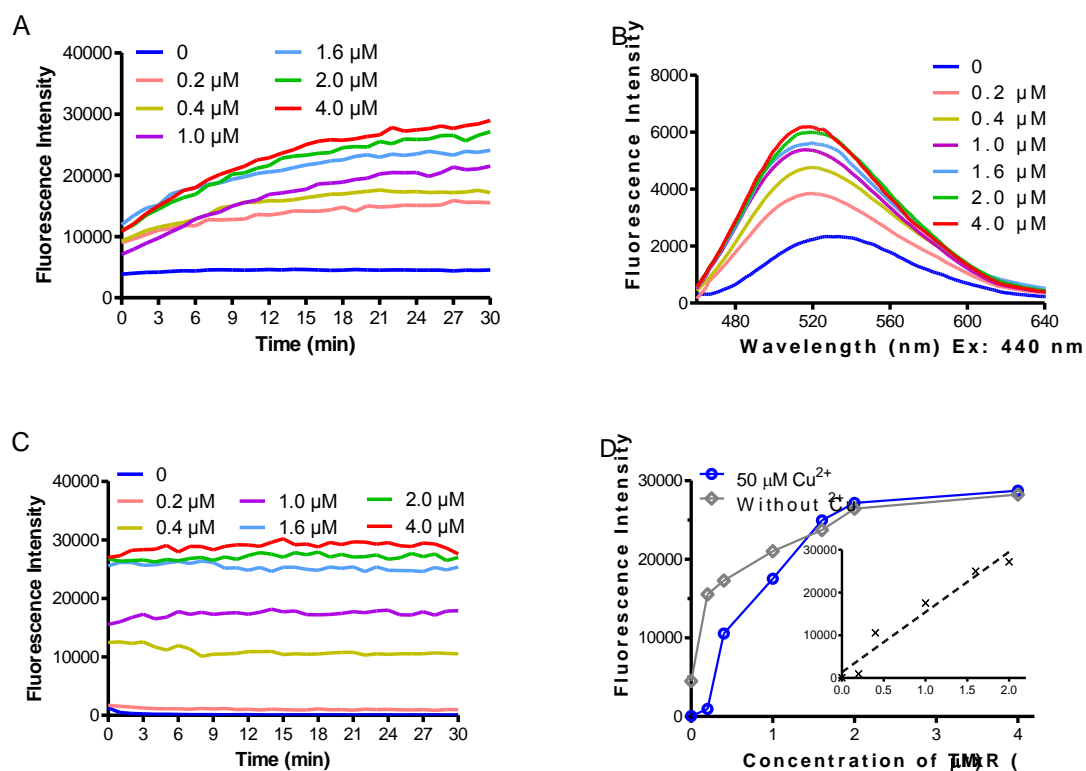 A
Fluorescence Intensity
40000
30000
20000
10000
0
0
0.2 µM
0.4 µM
1.0 µM
1.6 µM
2.0 µM
4.0 µM
0 3 6 9 12 15 18 21 24 27 30
Time (min)
B
Fluorescence Intensity
8000
6000
4000
2000
0
0
0.2 µM
0.4 µM
1.0 µM
1.6 µM
2.0 µM
4.0 µM
480 520 560 600 640
Wavelength (nm) Ex: 440 nm
C
Fluorescence Intensity
40000
30000
20000
10000
0
0
0.2 µM
0.4 µM
1.0 µM
1.6 µM
2.0 µM
4.0 µM
0 3 6 9 12 15 18 21 24 27 30
Time (min)
D
Fluorescence Intensity
30000
20000
10000
0
50 µM Cu2+
Without Cu2+
30000
20000
10000
0
0.0 0.5 1.0 1.5 2.0
0 1 2 3 4
Concentration of